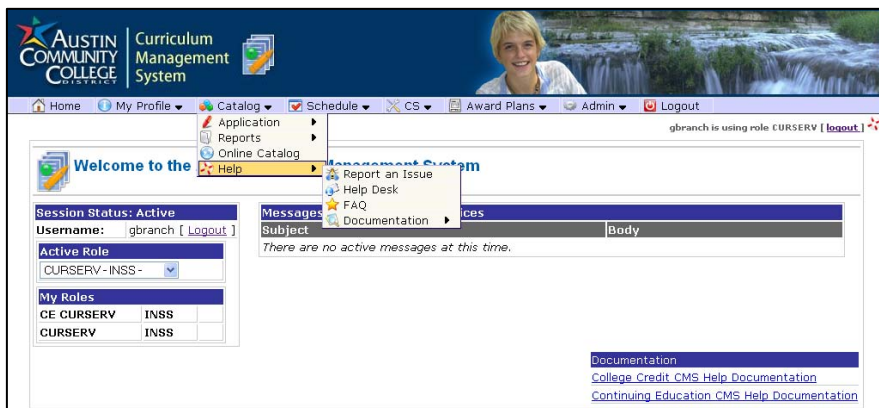 AUSTIN
COMMUNITY
COLLEGE
DISTRICT
Curriculum
Management
System
Home My Profile Catalog Schedule CS Award Plans Admin Logout
gbranch is using role CURSERV [ logout ]
Application
Reports
Online Catalog
Help
Report an Issue
Help Desk
FAQ
Documentation
Welcome to the Management System
Session Status: Active
Username: gbranch [ Logout ]
Active Role
CURSERV-INSS-
My Roles
CE CURSERV INSS
CURSERV INSS
Messages
Subject Body
There are no active messages at this time.
Documentation
College Credit CMS Help Documentation
Continuing Education CMS Help Documentation